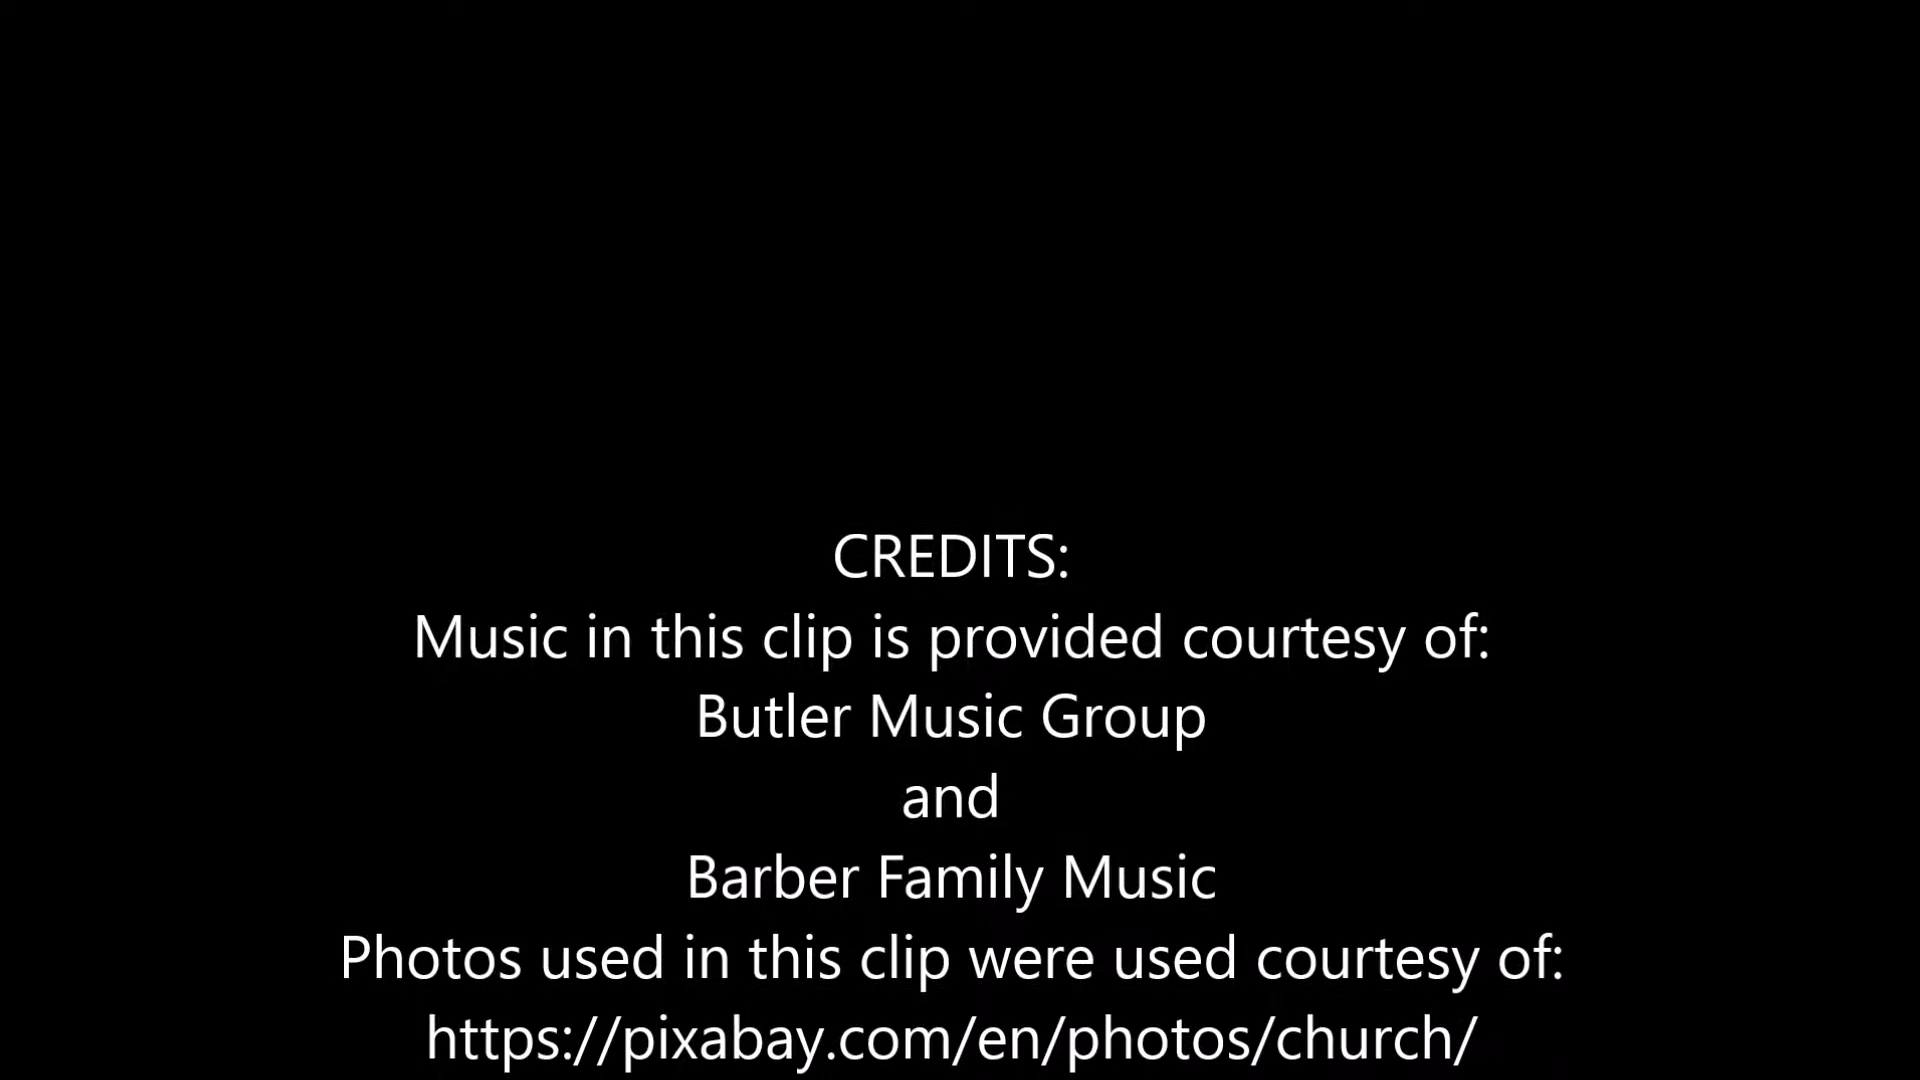 CREDITS:
Music in this clip is provided courtesy of:
Butler Music Group
and
Barber Family Music
Photos used in this clip were used courtesy of:
https://pixabay.com/en/photos/church/